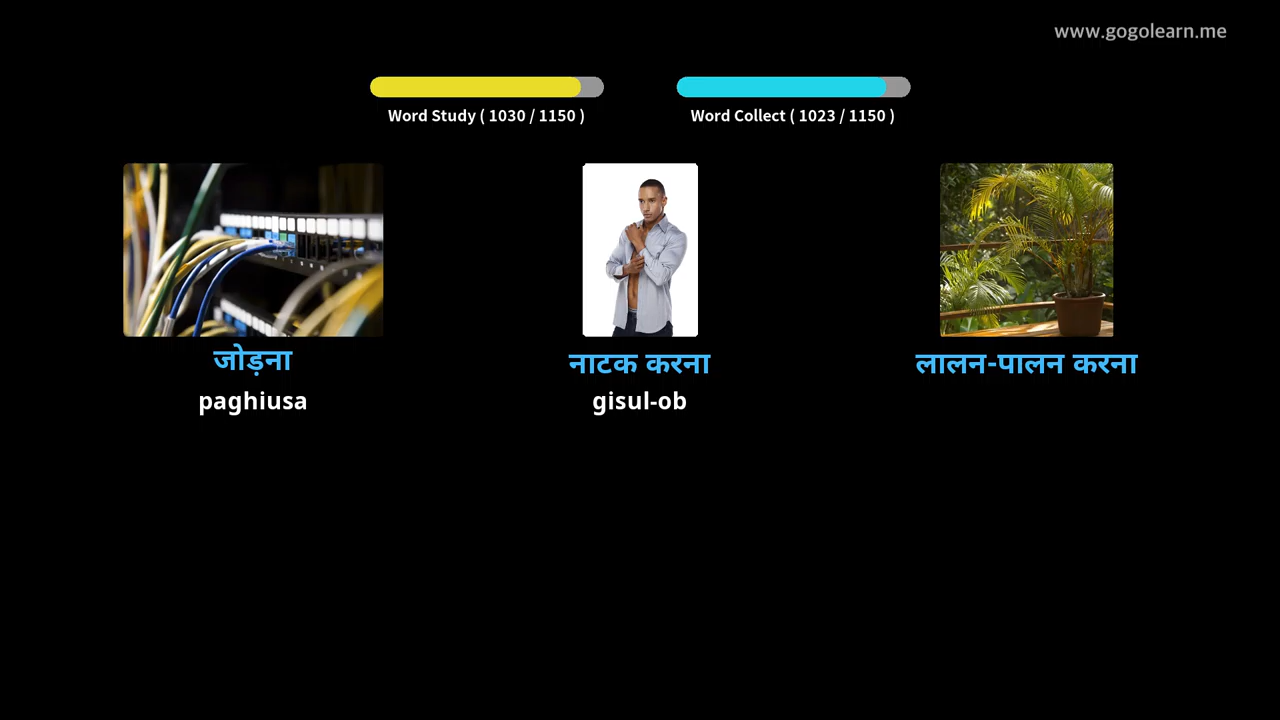 www.gogolearn.me
Word Study ( 1030 / 1150 )
Word Collect ( 1023 / 1150 )
जोड़ना
नाटक करना
लालन-पालन करना
paghiusa
gisul-ob